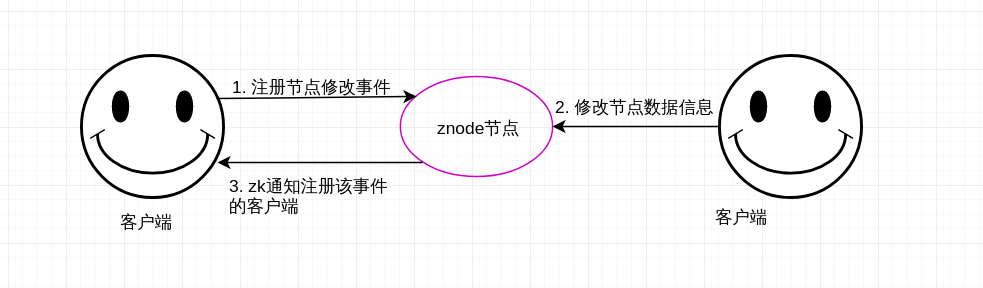 1. 注册节点修改事件
2. 修改节点数据信息
znode节点
3. zk通知注册该事件
的客户端
客户端
客户端